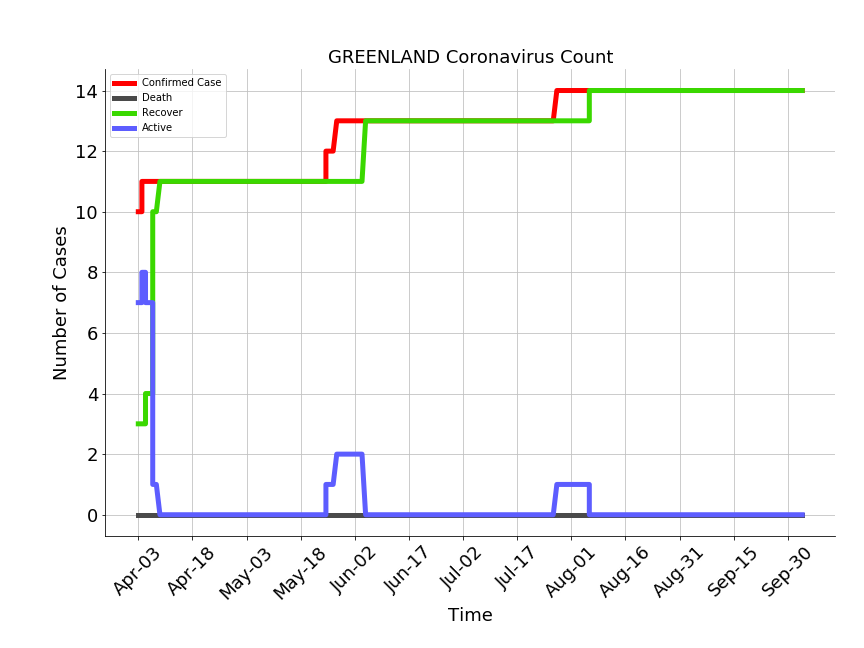 GREENLAND Coronavirus Count
Confirmed Case
Death
Recover
Active
14
12
10
8
6
4
2
0
Number of Cases
Apr-03
Apr-18
May-03
May-18
Jun-02
Jun-17
Jul-02
Jul-17
Aug-01
Aug-16
Aug-31
Sep-15
Sep-30
Time